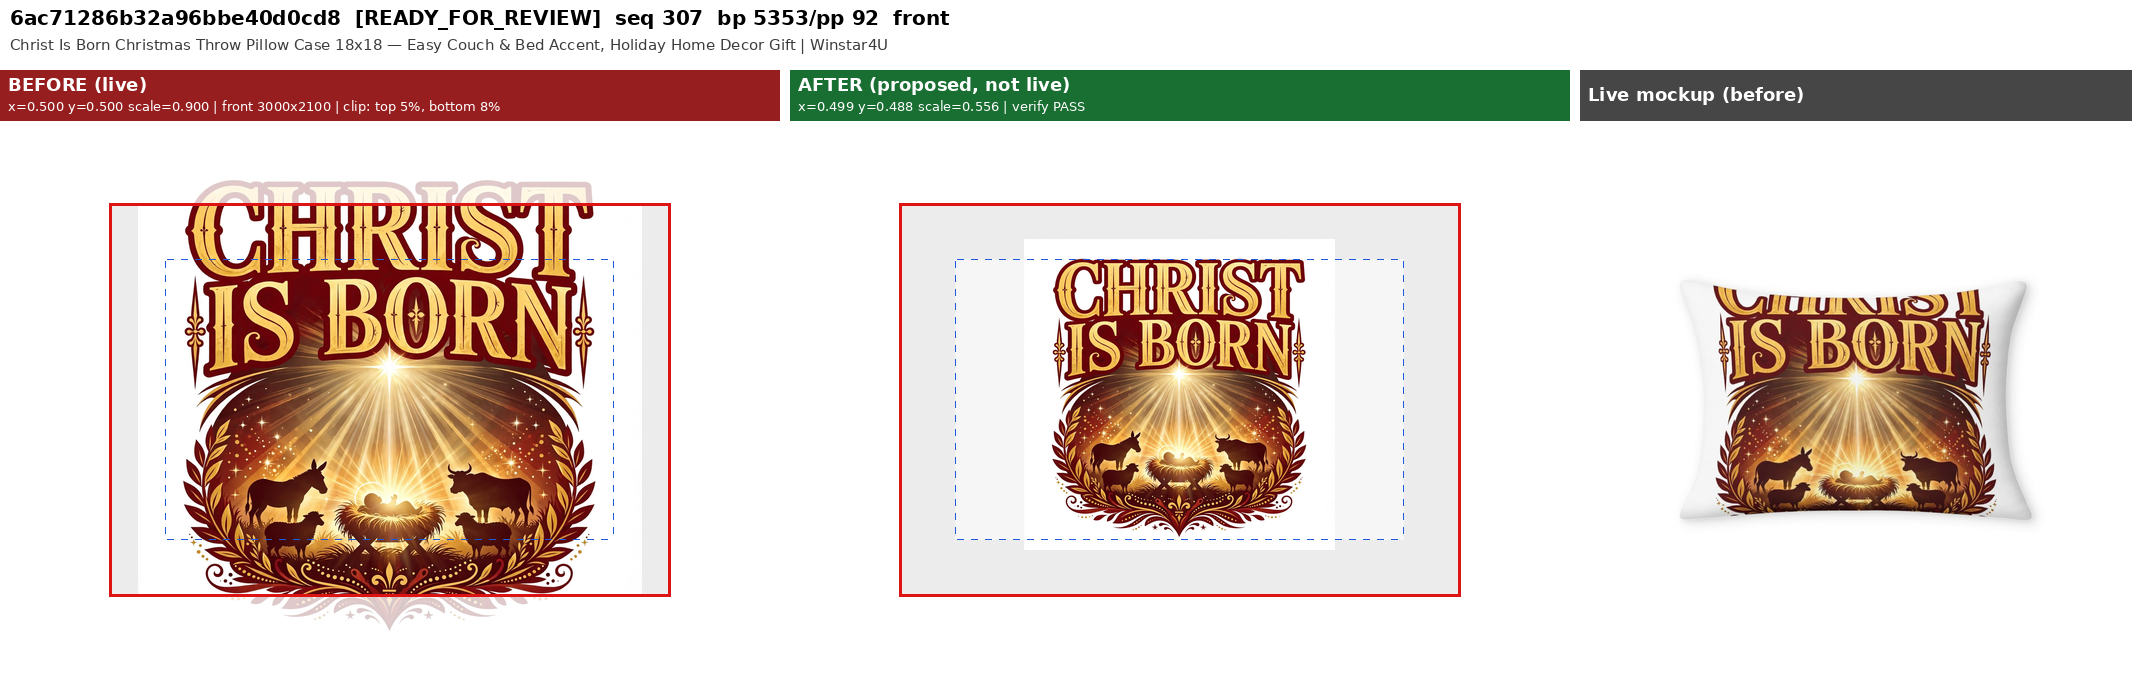 6ac71286b32a96bbe40d0cd8 [READY_FOR_REVIEW] seq 307 bp 5353/pp 92 front
Christ Is Born Christmas Throw Pillow Case 18x18 — Easy Couch & Bed Accent, Holiday Home Decor Gift | Winstar4U
BEFORE (live)
x=0.500 y=0.500 scale=0.900 | front 3000x2100 | clip: top 5%, bottom 8%
AFTER (proposed, not live)
x=0.499 y=0.488 scale=0.556 | verify PASS
Live mockup (before)
CHRIST
IS BORN
CHRIST
IS BORN
CHRIST
IS BORN